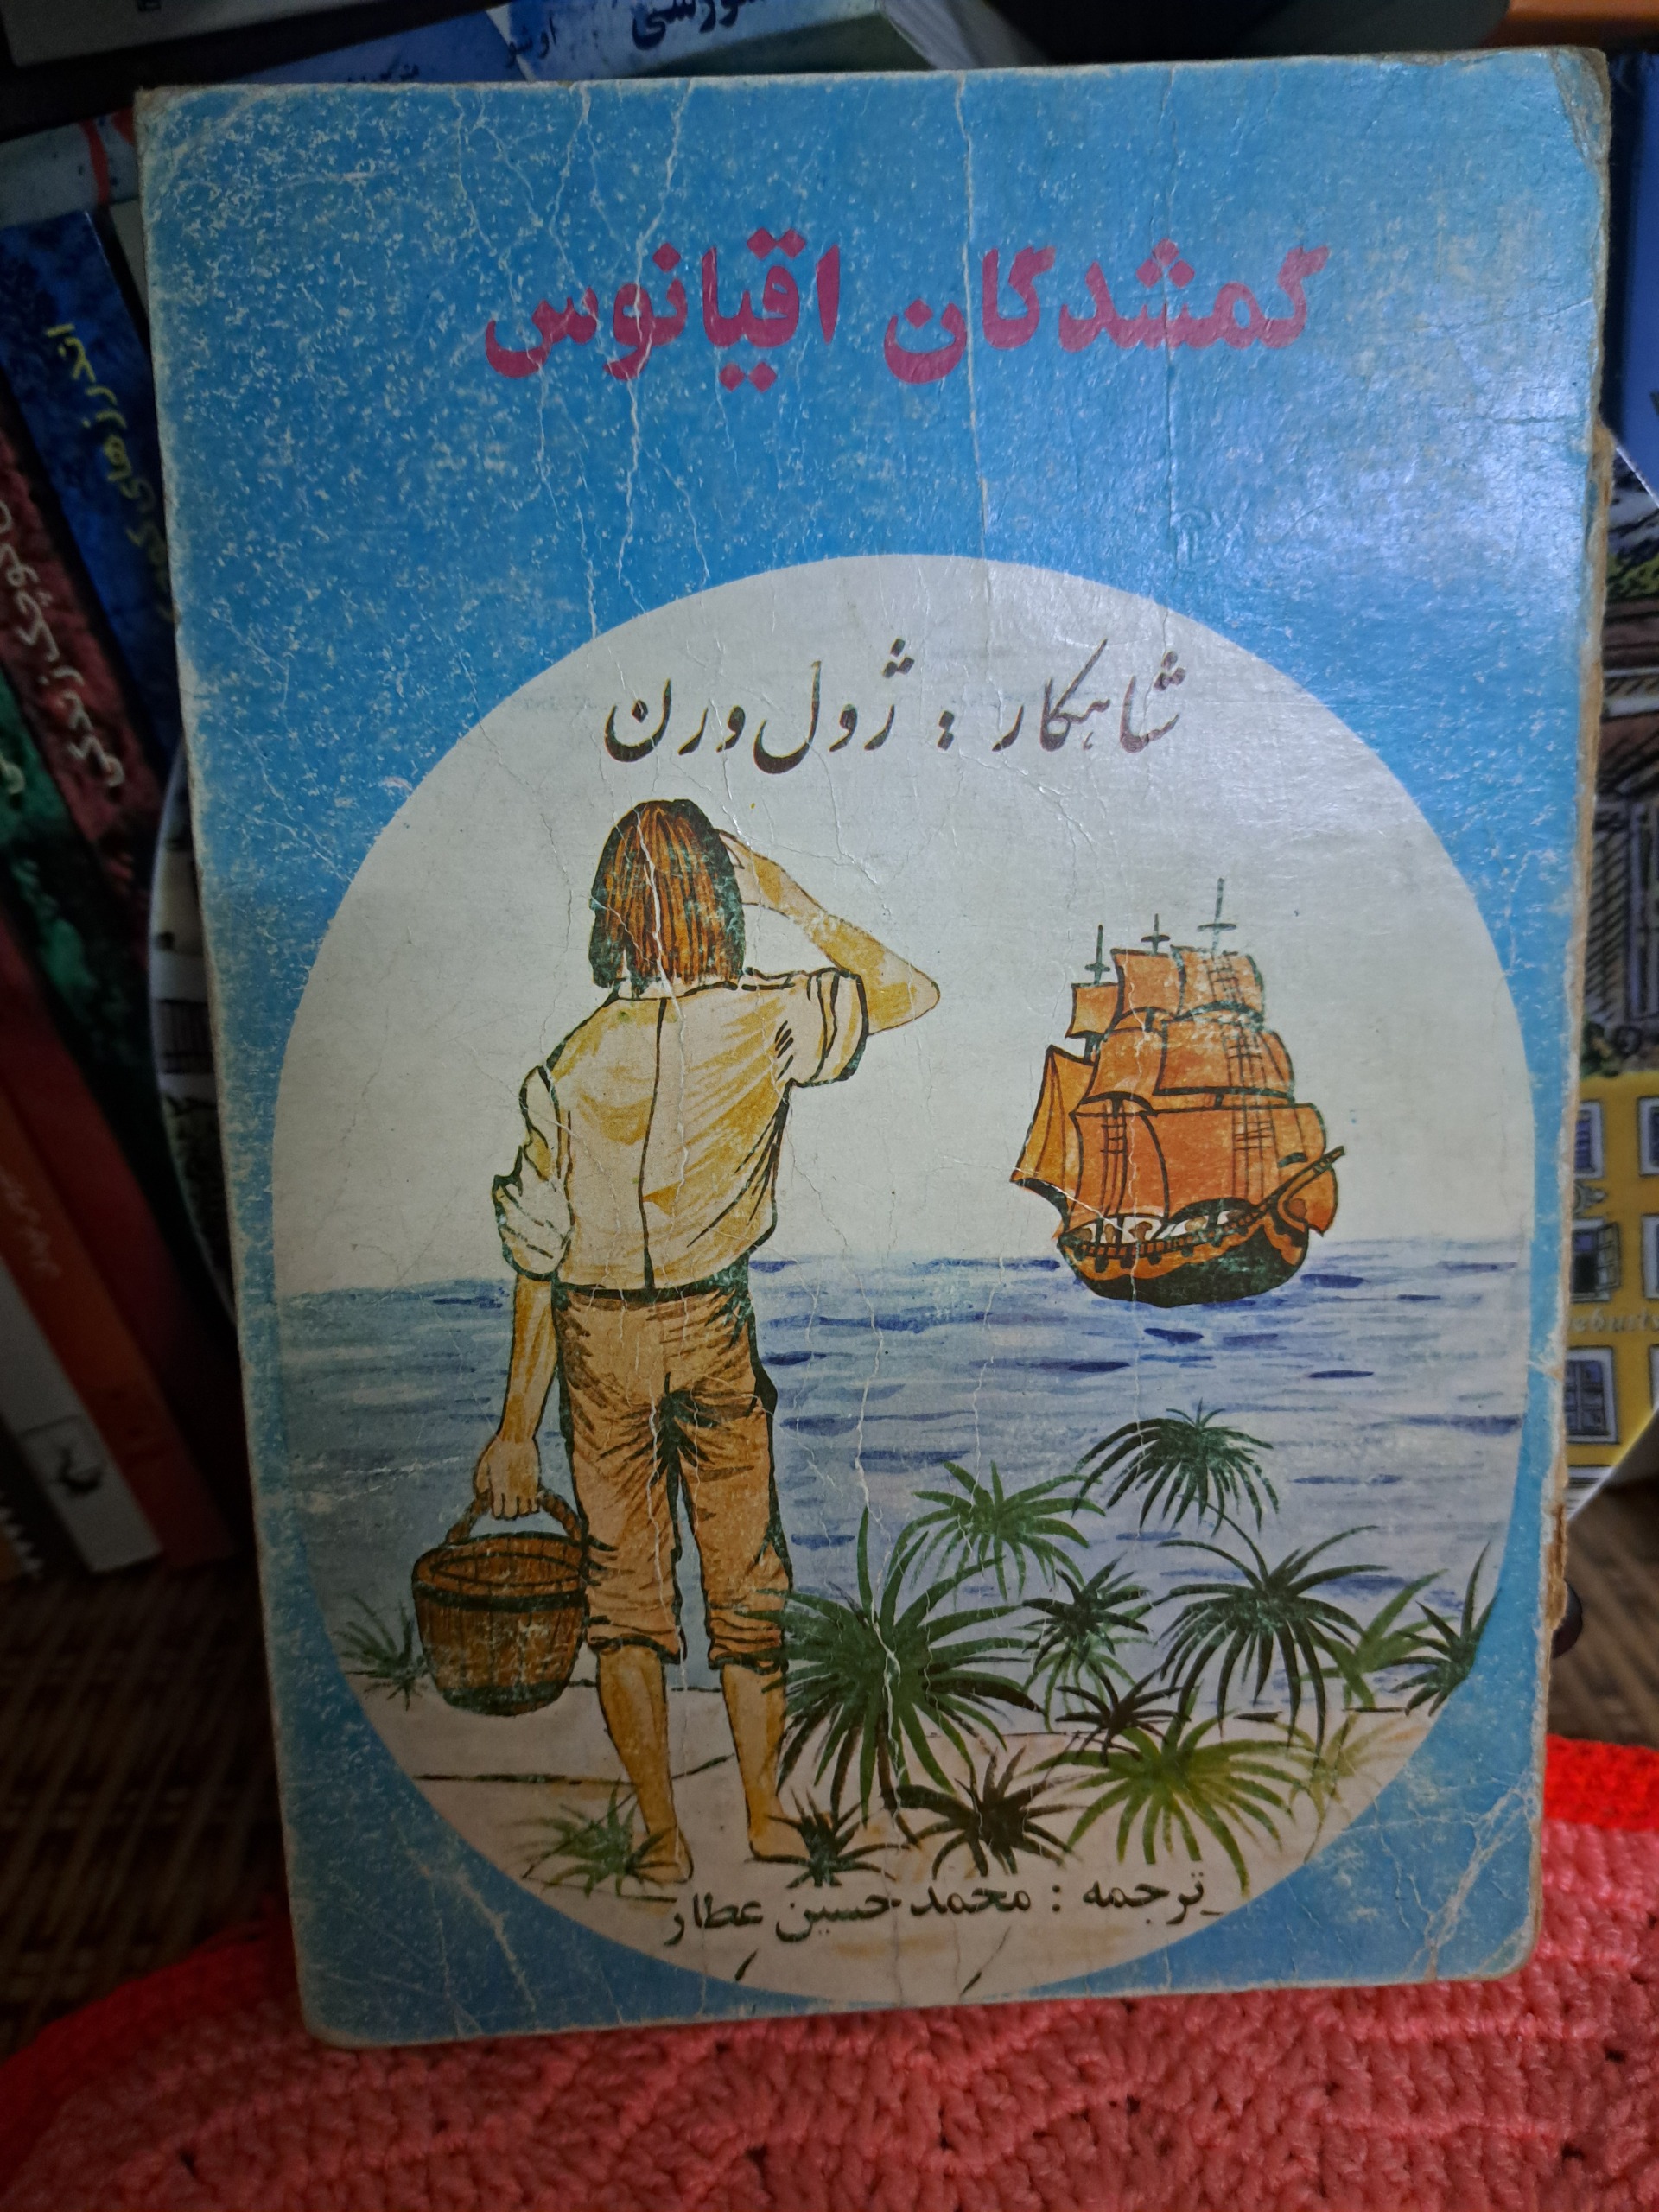 گمشدگان اقیانوس
شاهکار : ژول ورن
ترجمه : محمد حسین عطار